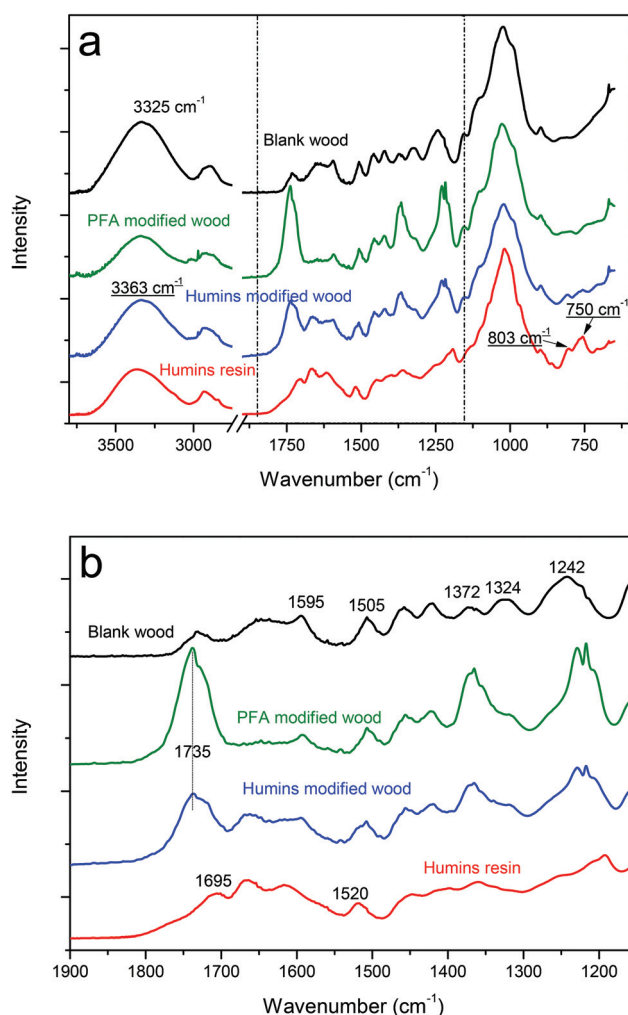 a
3325 cm-1
Blank wood
PFA modified wood
3363 cm-1
Humins modified wood
750 cm-1
803 cm-1
Humins resin
Intensity
3500 3000 1750 1500 1250 1000 750
Wavenumber (cm-1)
b
1242
1595
1372 1324
1505
Blank wood
PFA modified wood
1735
Humins modified wood
Humins resin
1695
1520
Intensity
1900 1800 1700 1600 1500 1400 1300 1200
Wavenumber (cm-1)